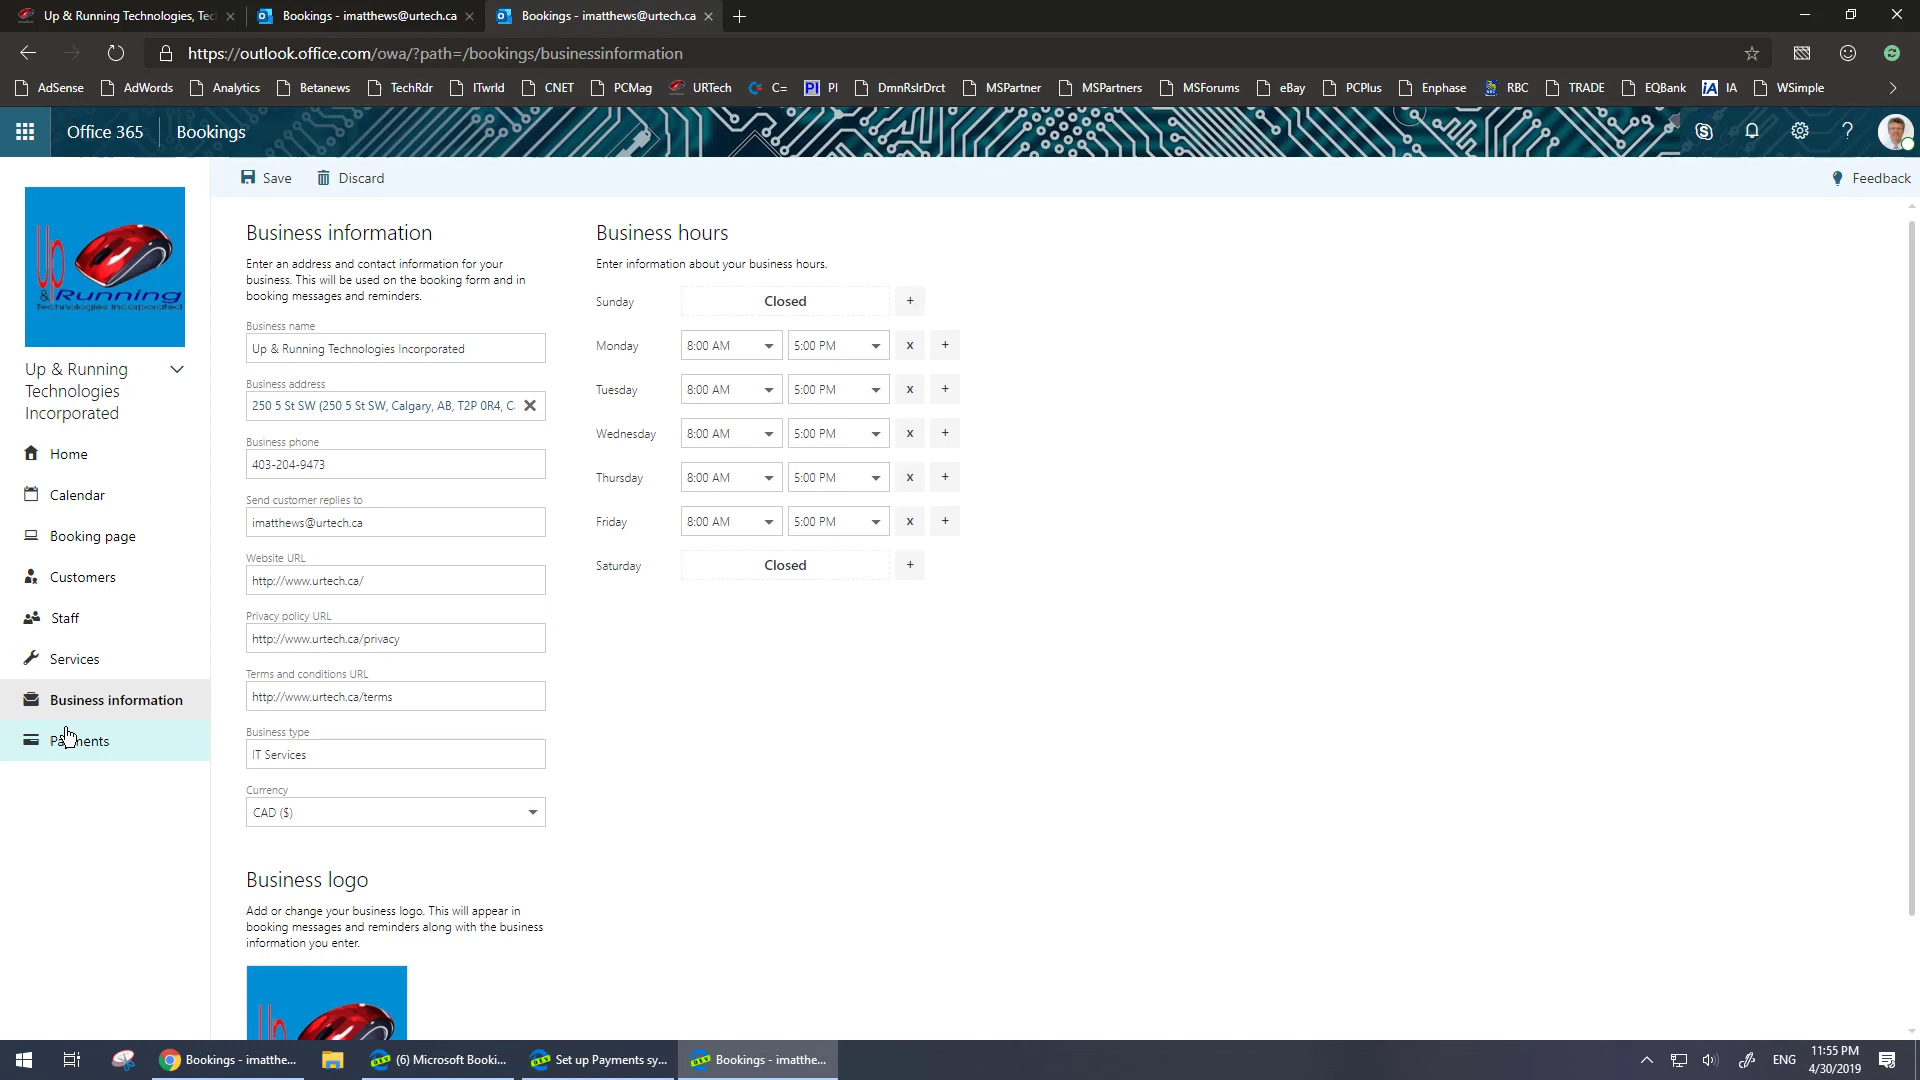 Up & Running Technologies, Tec
Bookings - imatthews@urtech.ca
Bookings - imatthews@urtech.ca
https://outlook.office.com/owa/?path=/bookings/businessinformation
AdSense
AdWords
Analytics
Betanews
TechRdr
ITwrld
CNET
PCMag
URTech
C=
PI
DmnRslrDrct
MSPartner
MSPartners
MSForums
eBay
PCPlus
Enphase
RBC
TRADE
EQBank
IA
WSimple
Office 365
Bookings
Save
Discard
Feedback
Up
&Running
Technologies Incorporated
Up & Running
Technologies
Incorporated
Home
Calendar
Booking page
Customers
Staff
Services
Business information
Business information
Enter an address and contact information for your
business. This will be used on the booking form and in
booking messages and reminders.
Business name
Up & Running Technologies Incorporated
Business address
250 5 St SW (250 5 St SW, Calgary, AB, T2P 0R4, C
Business phone
403-204-9473
Send customer replies to
imatthews@urtech.ca
Website URL
http://www.urtech.ca/
Privacy policy URL
http://www.urtech.ca/privacy
Terms and conditions URL
http://www.urtech.ca/terms
Business type
IT Services
Currency
CAD ($)
Business logo
Add or change your business logo. This will appear in
booking messages and reminders along with the business
information you enter.
Up
Business hours
Enter information about your business hours.
Sunday Closed +
Monday 8:00 AM 5:00 PM x +
Tuesday 8:00 AM 5:00 PM x +
Wednesday 8:00 AM 5:00 PM x +
Thursday 8:00 AM 5:00 PM x +
Friday 8:00 AM 5:00 PM x +
Saturday Closed +
Bookings - imatthe...
(6) Microsoft Booki...
Set up Payments sy...
Bookings - imatthe...
ENG
11:55 PM
4/30/2019